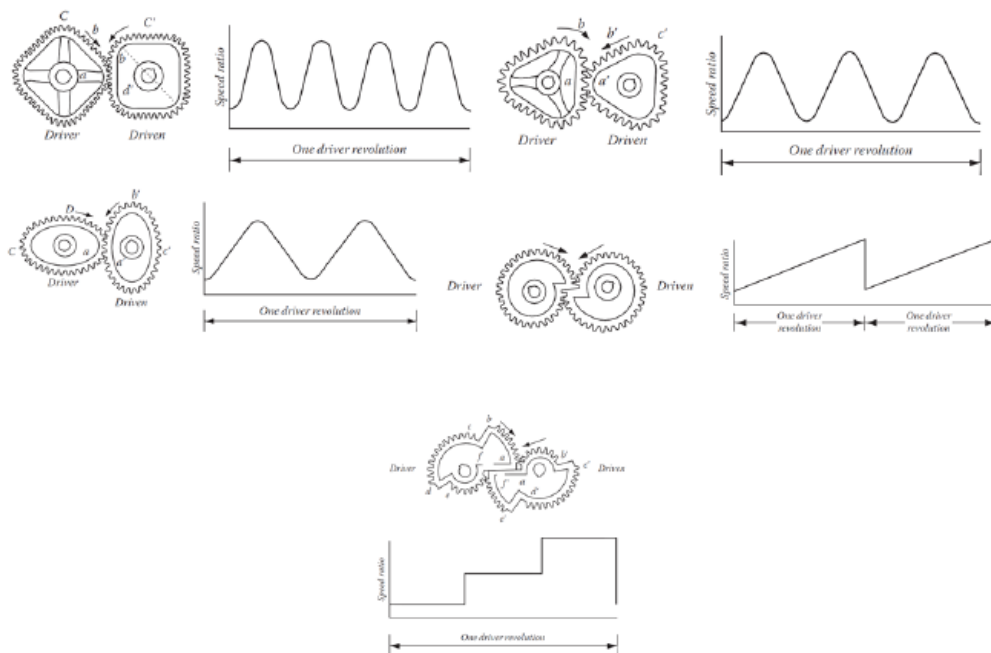 C
b
C'
a
b'
d'
Driver
Driven
Speed ratio
One driver revolution
b
b'
c'
a
a'
Driver
Driven
Speed ratio
One driver revolution
D
b'
C
a
a'
c'
Driver
Driven
Speed ratio
One driver revolution
Driver
Driven
Speed ratio
One driver
revolution
One driver
revolution
b
c
a
b'
c'
Driver
Driven
f
d
e
d'
e'
Speed ratio
One driver revolution